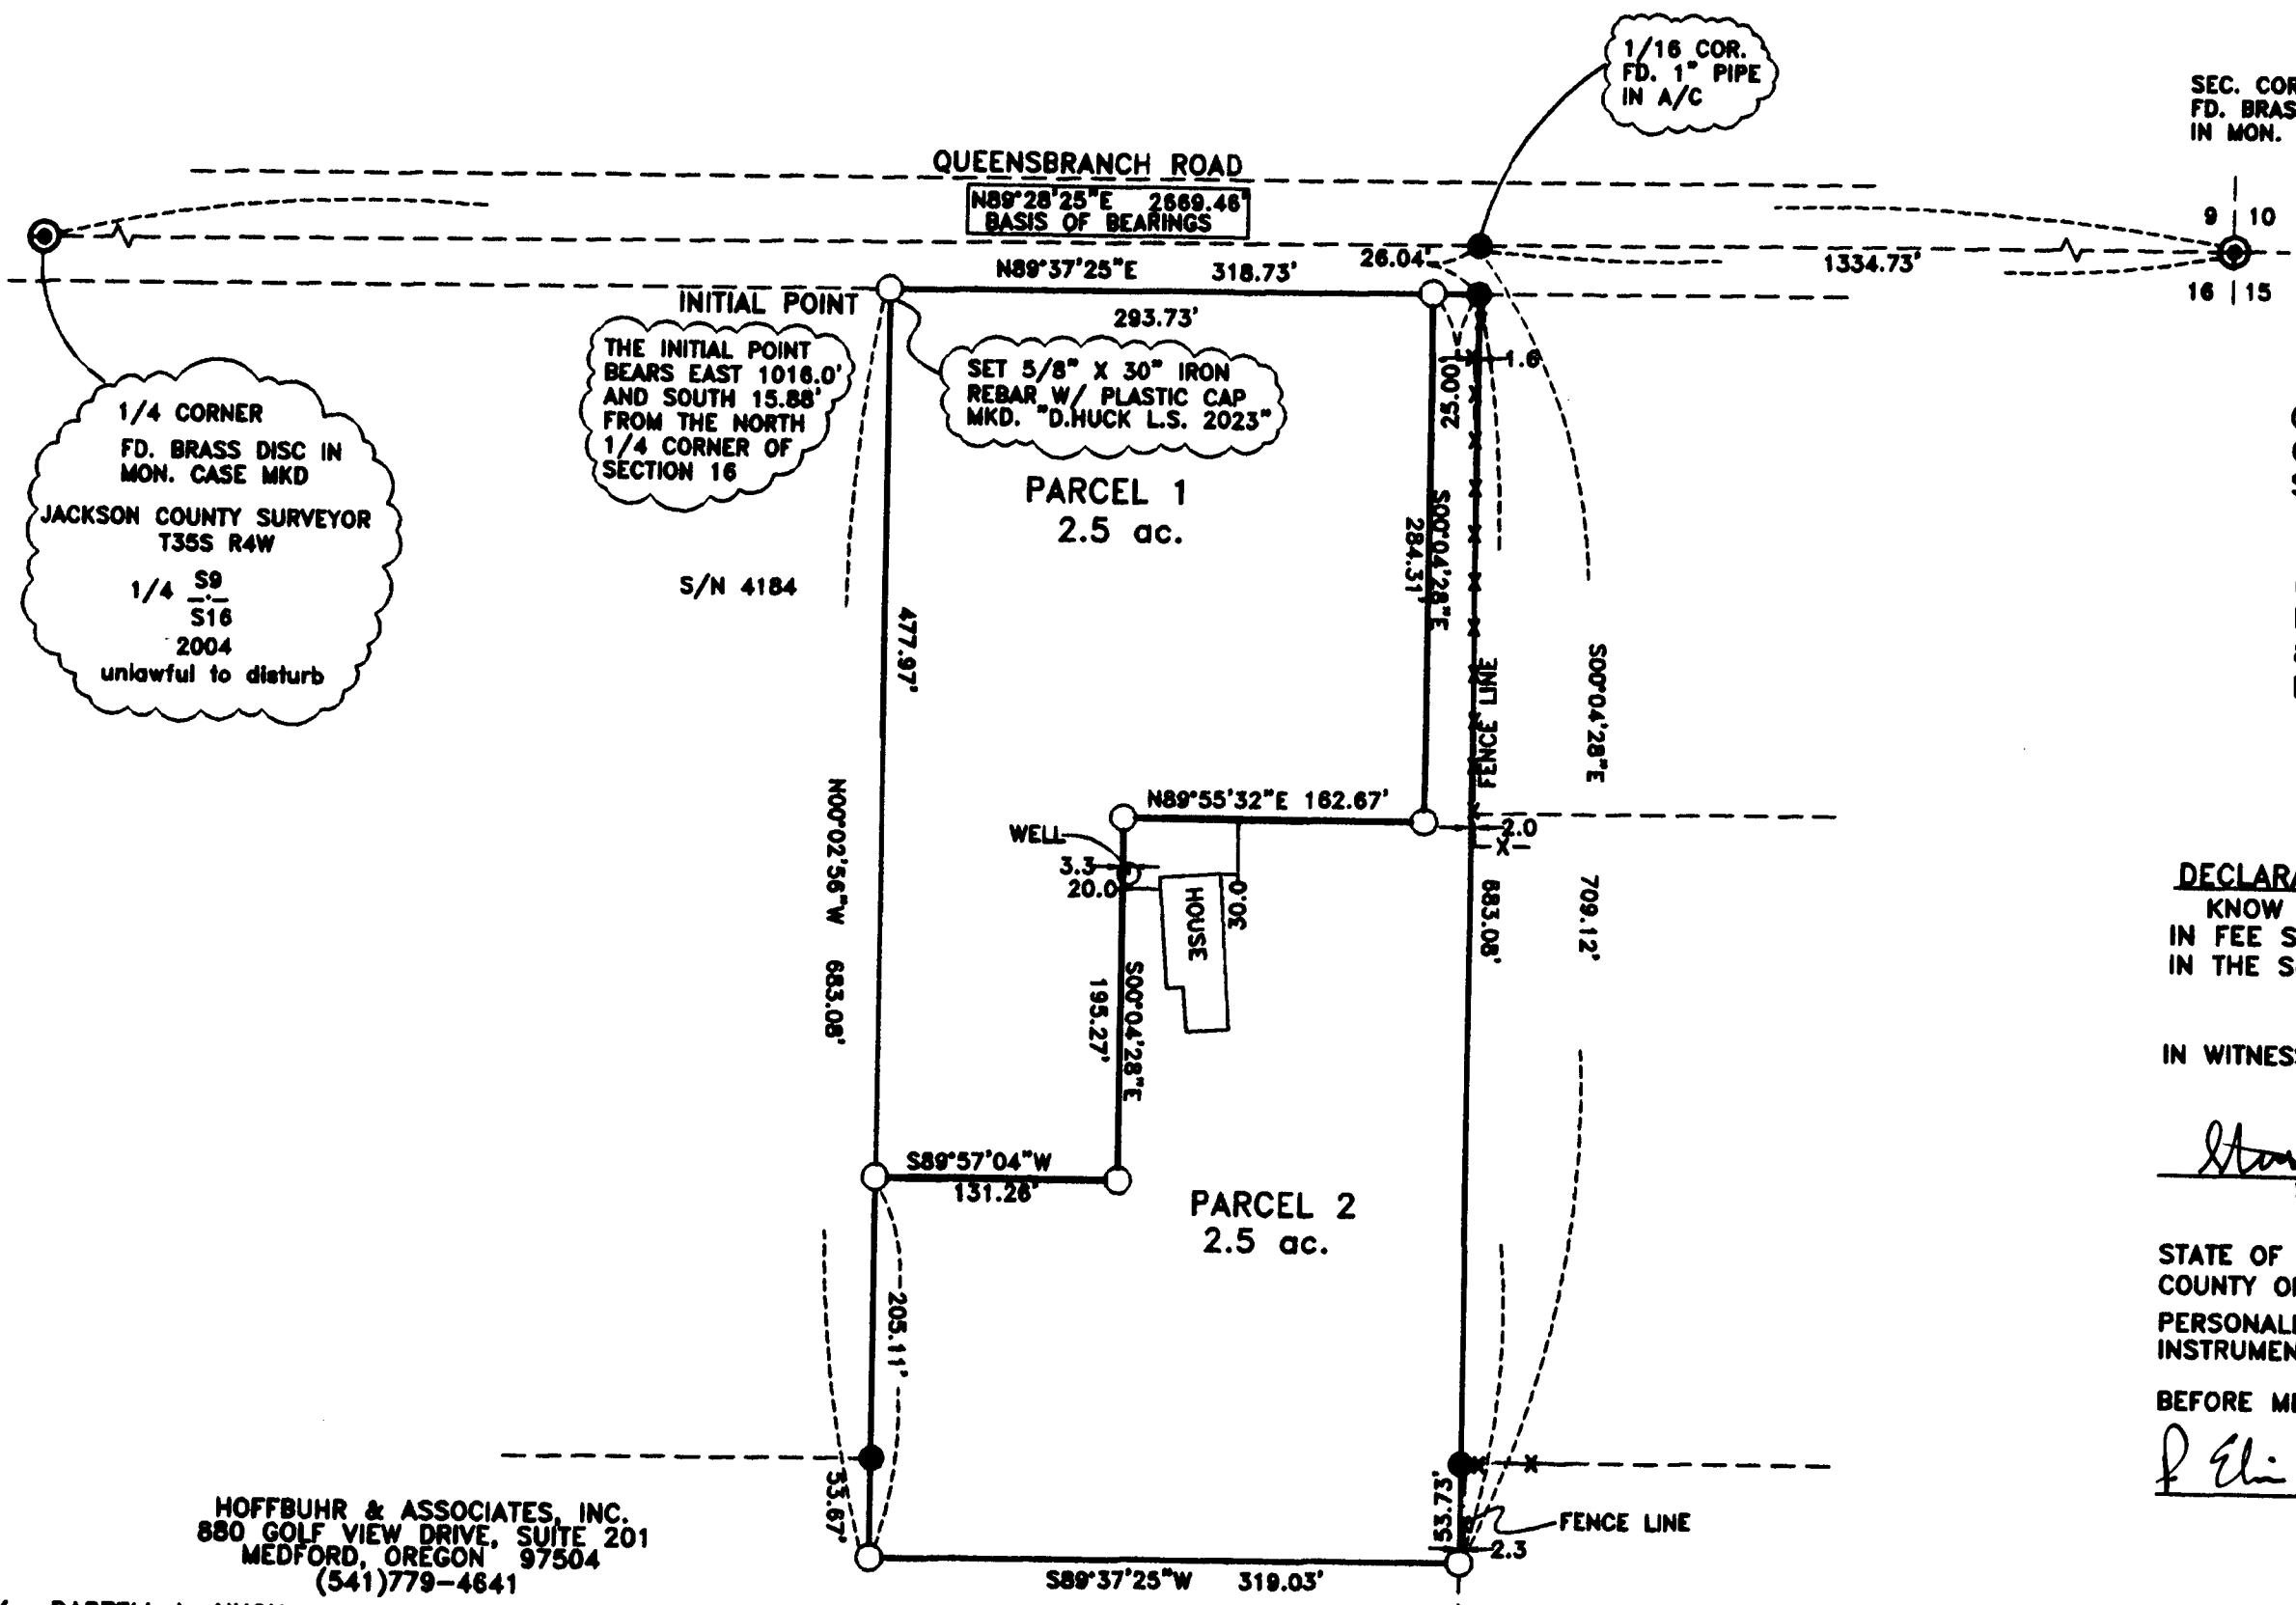 1/16 COR.
FD. 1" PIPE
IN A/C
FD. BRAS
IN MON.
QUEENSBRANCH ROAD
N89°28'25"E 2669.46'
BASIS OF BEARINGS
9 | 10
16 | 15
N89°37'25"E 318.73'
26.04'
1334.73'
INITIAL POINT
293.73'
THE INITIAL POINT
BEARS EAST 1016.0'
AND SOUTH 15.88'
FROM THE NORTH
1/4 CORNER OF
SECTION 16
SET 5/8" X 30" IRON
REBAR W/ PLASTIC CAP
MKD. "D.HUCK L.S. 2023"
25.00'
1.6
1/4 CORNER
FD. BRASS DISC IN
MON. CASE MKD
JACKSON COUNTY SURVEYOR
T35S R4W
1/4 S9
S16
2004
unlawful to disturb
PARCEL 1
2.5 ac.
S/N 4184
477.97'
S00°04'28"E
284.31'
FENCE LINE
S00°04'28"E
709.12'
683.08'
N00°02'56"W 683.08'
N89°55'32"E 162.67'
WELL
3.3
20.0
HOUSE
30.0
2.0
S00°04'28"E
195.27'
S89°57'04"W
131.26'
PARCEL 2
2.5 ac.
205.11'
53.67'
53.73'
FENCE LINE
2.3
S89°37'25"W 319.03'
HOFFBUHR & ASSOCIATES, INC.
880 GOLF VIEW DRIVE, SUITE 201
MEDFORD, OREGON 97504
(541)779-4641
SEC. COR
DECLARA
KNOW
IN FEE S
IN THE S
IN WITNES
STATE OF
COUNTY O
PERSONAL
INSTRUMEN
BEFORE M